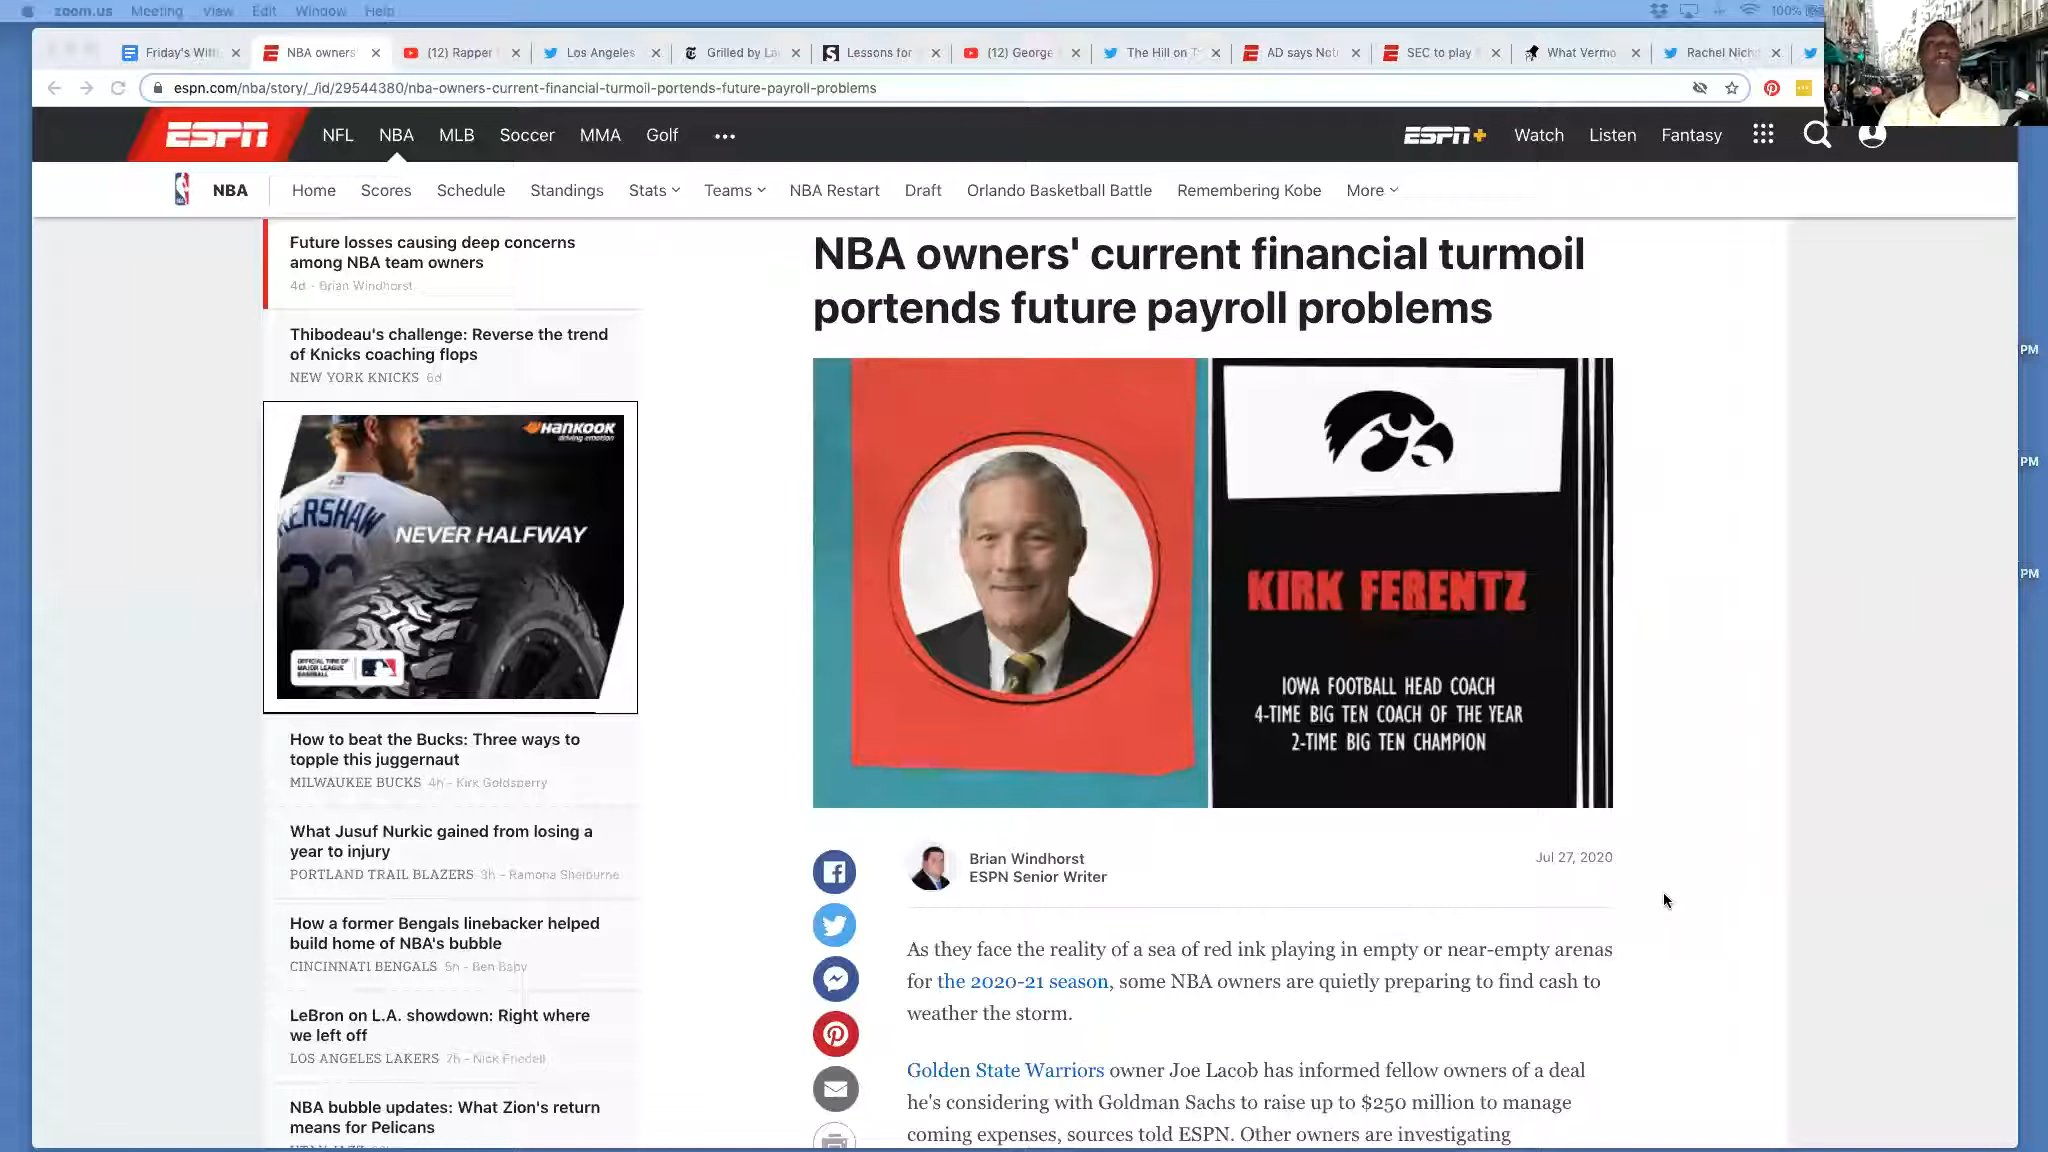 zoom.us Meeting View Edit Window Help 100%
Friday's With
NBA owners'
(12) Rapper
Los Angeles
Grilled by La
Lessons for
(12) George
The Hill on T
AD says Not
SEC to play
What Vermo
Rachel Nich
espn.com/nba/story/_/id/29544380/nba-owners-current-financial-turmoil-portends-future-payroll-problems
ESPN NFL NBA MLB Soccer MMA Golf ••• ESPN+ Watch Listen Fantasy
NBA Home Scores Schedule Standings Stats Teams NBA Restart Draft Orlando Basketball Battle Remembering Kobe More
Future losses causing deep concerns
among NBA team owners
4d - Brian Windhorst
Thibodeau's challenge: Reverse the trend
of Knicks coaching flops
NEW YORK KNICKS 6d
HANKOOK
driving emotion
KERSHAW
22
NEVER HALFWAY
OFFICIAL TIRE OF
MAJOR LEAGUE
BASEBALL
How to beat the Bucks: Three ways to
topple this juggernaut
MILWAUKEE BUCKS 4h - Kirk Goldsberry
What Jusuf Nurkic gained from losing a
year to injury
PORTLAND TRAIL BLAZERS 3h - Ramona Shelburne
How a former Bengals linebacker helped
build home of NBA's bubble
CINCINNATI BENGALS 5h - Ben Baby
LeBron on L.A. showdown: Right where
we left off
LOS ANGELES LAKERS 7h - Nick Friedell
NBA bubble updates: What Zion's return
means for Pelicans
NBA owners' current financial turmoil
portends future payroll problems
KIRK FERENTZ
IOWA FOOTBALL HEAD COACH
4-TIME BIG TEN COACH OF THE YEAR
2-TIME BIG TEN CHAMPION
Brian Windhorst
ESPN Senior Writer
Jul 27, 2020
As they face the reality of a sea of red ink playing in empty or near-empty arenas
for the 2020-21 season, some NBA owners are quietly preparing to find cash to
weather the storm.
Golden State Warriors owner Joe Lacob has informed fellow owners of a deal
he's considering with Goldman Sachs to raise up to $250 million to manage
coming expenses, sources told ESPN. Other owners are investigating
PM
PM
PM